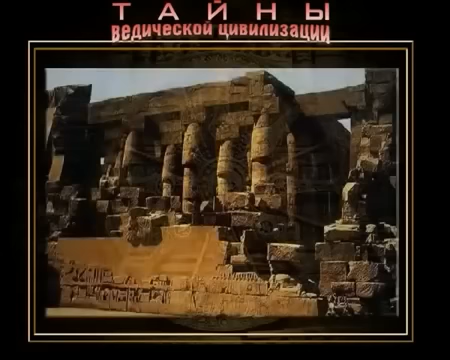 ТАЙНЫ
ведической цивилизации